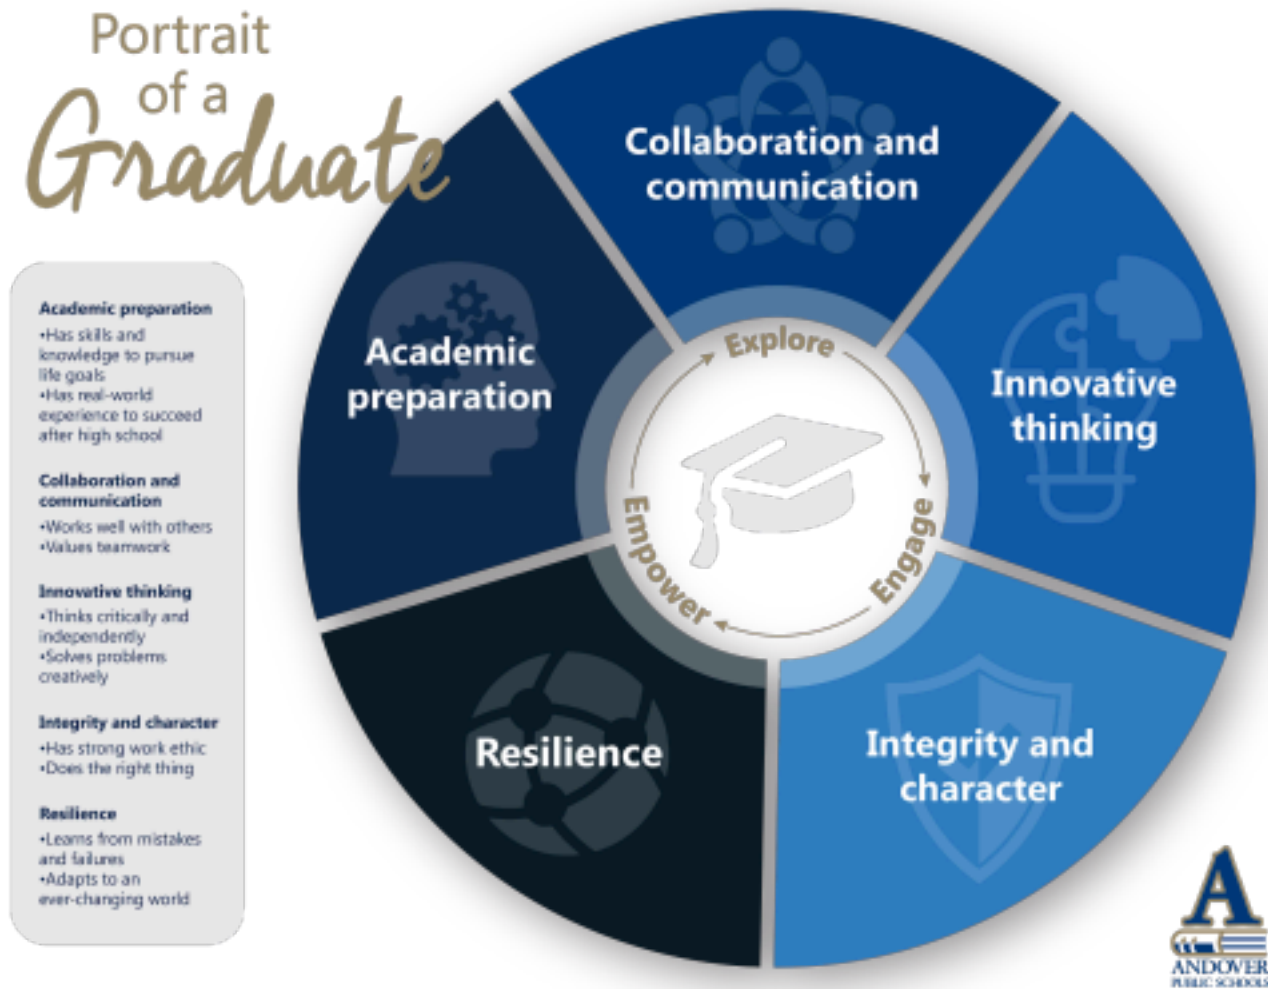 Portrait
of a
Graduate
Academic preparation
•Has skills and
knowledge to pursue
life goals
•Has real-world
experience to succeed
after high school
Collaboration and
communication
•Works well with others
•Values teamwork
Innovative thinking
•Thinks critically and
independently
•Solves problems
creatively
Integrity and character
•Has strong work ethic
•Does the right thing
Resilience
•Learns from mistakes
and failures
•Adapts to an
ever-changing world
Collaboration and
communication
Innovative
thinking
Integrity and
character
Resilience
Academic
preparation
Explore
Engage
Empower
A
ANDOVER
PUBLIC SCHOOLS